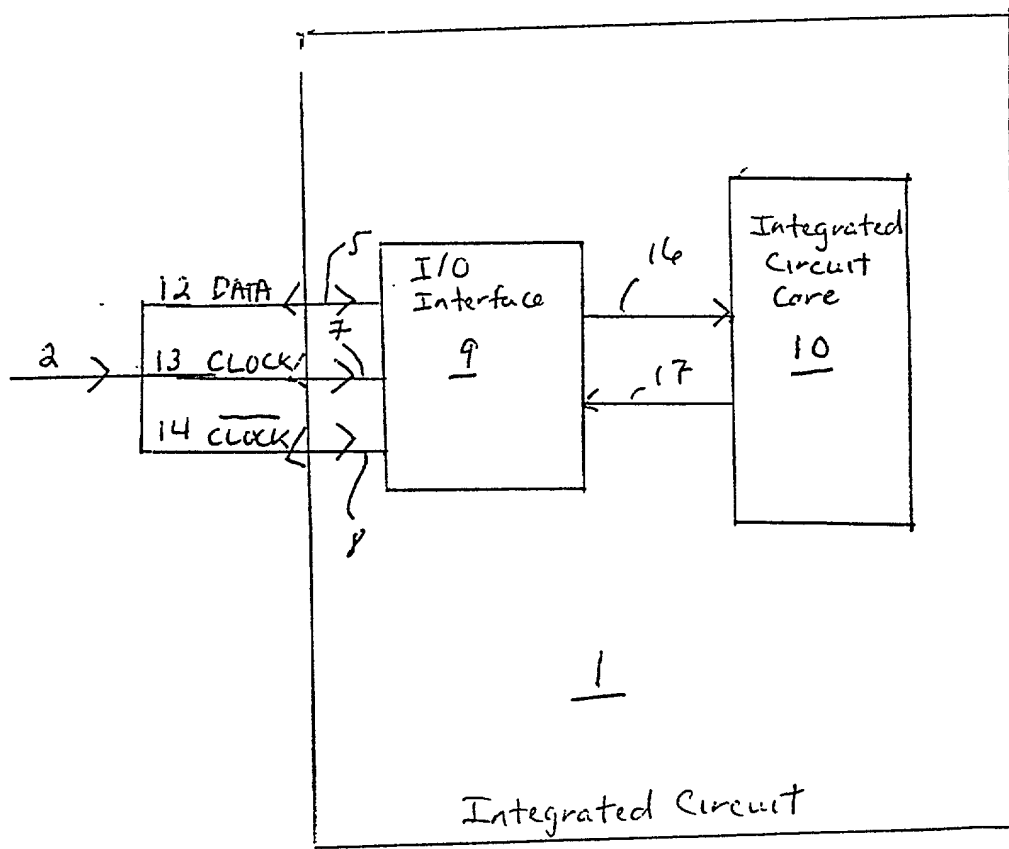 5
16
Integrated
Circuit
Core
10
I/O
Interface
9
12 DATA
7
2
13 CLOCK
17
14 C̅L̅O̅C̅K̅
8
1
Integrated Circuit